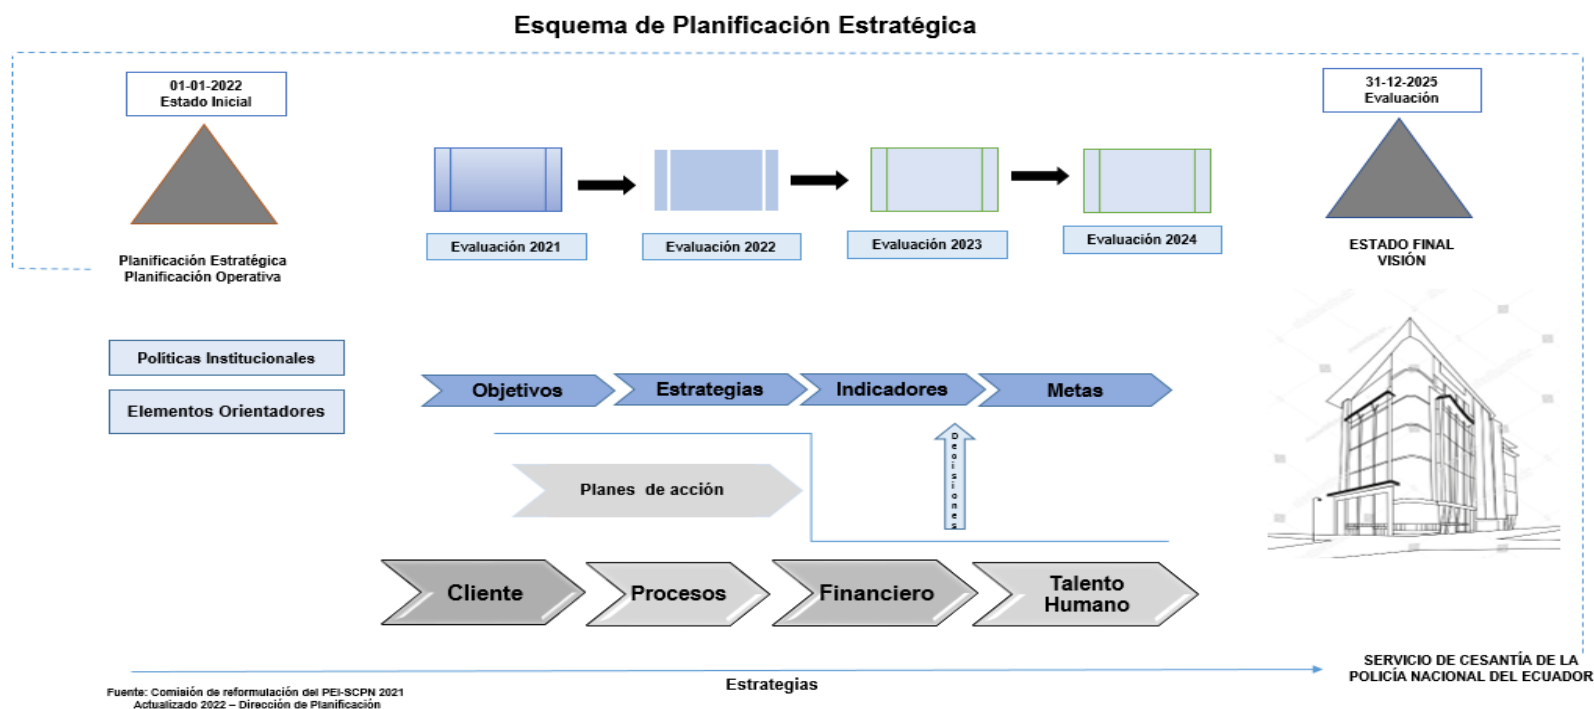 Esquema de Planificación Estratégica
01-01-2022
Estado Inicial
31-12-2025
Evaluación
Evaluación 2021
Evaluación 2022
Evaluación 2023
Evaluación 2024
Planificación Estratégica
Planificación Operativa
ESTADO FINAL
VISIÓN
Políticas Institucionales
Elementos Orientadores
Objetivos
Estrategias
Indicadores
Metas
Decisiones
Planes de acción
Cliente
Procesos
Financiero
Talento
Humano
Estrategias
SERVICIO DE CESANTÍA DE LA
POLICÍA NACIONAL DEL ECUADOR
Fuente: Comisión de reformulación del PEI-SCPN 2021
Actualizado 2022 – Dirección de Planificación